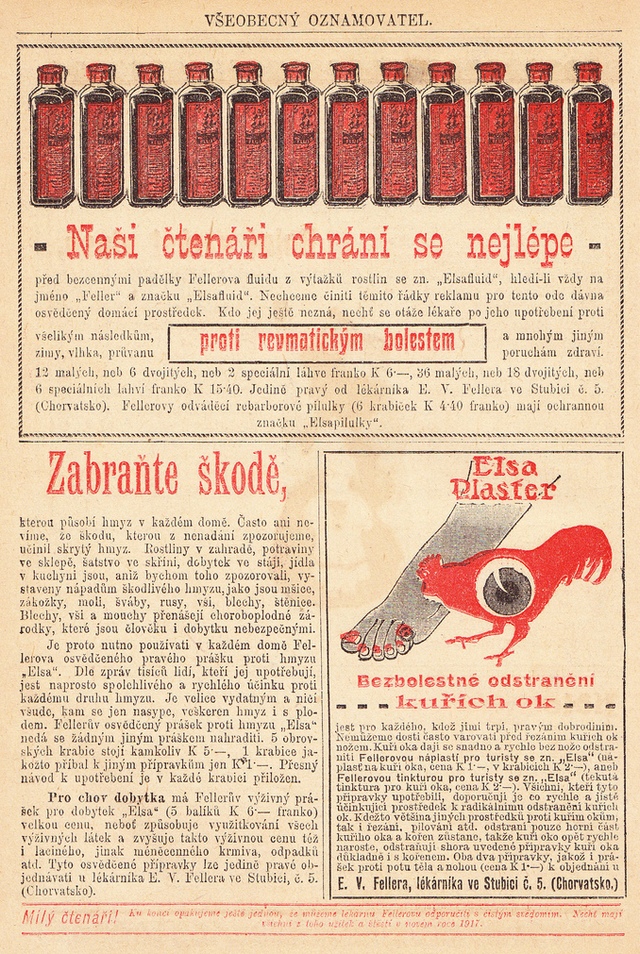 VŠEOBECNÝ OZNAMOVATEL.
Naši čtenáři chrání se nejlépe
před bezcennými padělky Fellerova fluidu z výtažků rostlin se zn. „Elsafluid“, hledí-li vždy na
jméno „Feller“ a značku „Elsafluid“. Nechceme činiti těmito řádky reklamu pro tento ode dávna
osvědčený domácí prostředek. Kdo jej ještě nezná, nechť se otáže lékaře po jeho upotřebení proti
všelikým následkům,
zimy, vlhka, průvanu
proti revmatickým bolestem
a mnohým jiným
poruchám zdraví.
12 malých, neb 6 dvojitých, neb 2 speciální láhve franko K 6·—, 36 malých, neb 18 dvojitých, neb
6 speciálních lahví franko K 15·40. Jedině pravý od lékárníka E. V. Fellera ve Stubici č. 5.
(Chorvatsko). Fellerovy odváděcí rebarborové pilulky (6 krabiček K 4·40 franko) mají ochrannou
značku „Elsapilulky“.
Zabraňte škodě,
kterou působí hmyz v každém domě. Často ani ne-
víme, že škodu, kterou z nenadání zpozorujeme,
učinil skrytý hmyz. Rostliny v zahradě, potraviny
ve sklepě, šatstvo ve skříni, dobytek ve stáji, jídla
v kuchyni jsou, aniž bychom toho zpozorovali, vy-
staveny nápadům škodlivého hmyzu, jako jsou mšice,
zákožky, moli, šváby, rusy, vši, blechy, štěnice.
Blechy, vši a mouchy přenášejí choroboplodné zá-
rodky, které jsou člověku i dobytku nebezpečnými.
Je proto nutno používati v každém domě Fel-
lerova osvědčeného pravého prášku proti hmyzu
„Elsa“. Dle zpráv tisíců lidí, kteří jej upotřebují,
jest naprosto spolehlivého a rychlého účinku proti
každému druhu hmyzu. Je velice vydatným a ničí
všude, kam se jen nasype, veškeren hmyz i s plo-
dem. Fellerův osvědčený prášek proti hmyzu „Elsa“
nedá se žádným jiným práškem nahraditi. 5 obrov-
ských krabic stojí kamkoliv K 5·—, 1 krabice ja-
kožto příbal k jiným přípravkům jen K 1·—. Přesný
návod k upotřebení je v každé krabici přiložen.
Pro chov dobytka má Fellerův výživný prá-
šek pro dobytek „Elsa“ (5 balíků K 6·— franko)
velkou cenu, neboť způsobuje využitkování všech
výživných látek a zvyšuje takto výživnou cenu též
i laciného, jinak méněcenného krmiva, odpadků
atd. Tyto osvědčené přípravky lze jedině pravé ob-
jednávati u lékárníka E. V. Fellera ve Stubici, č. 5.
(Chorvatsko).
Elsa
Plaster
Bezbolestné odstranění
kuřích ok
jest pro každého, kdož jimi trpí, pravým dobrodiním.
Nemůžeme dosti často varovati před řezáním kuřích ok
nožem. Kuří oka dají se snadno a rychle bez nože odstra-
niti Fellerovou náplastí pro turisty se zn. „Elsa“ (ná-
plasť na kuří oka, cena K 1·—, v krabicích K 2·—), aneb
Fellerovou tinkturou pro turisty se zn. „Elsa“ (tekutá
tinktura pro kuří oka, cena K 2·—). Všichni, kteří tyto
přípravky upotřebili, doporučují je co rychle a jistě
účinkující prostředek k radikálnímu odstranění kuřích
ok. Kdežto většina jiných prostředků proti kuřím okům,
tak i řezání, pilování atd. odstraní pouze horní část
kuřího oka a kořen zůstane, takže kuří oko opět rychle
naroste, odstraňují shora uvedené přípravky kuří oka
důkladně i s kořenem. Oba dva přípravky, jakož i prá-
šek proti potu těla a nohou (cena K 1·—) k objednání u
E. V. Fellera, lékárníka ve Stubici č. 5. (Chorvatsko.)
Milý čtenáři! Ku konci opakujeme ještě jednou, že můžeme lékárnu Fellerovu odporučiti s čistým svědomím. Nechť mají
všichni z toho užitek a štěstí v novém roce 1917.